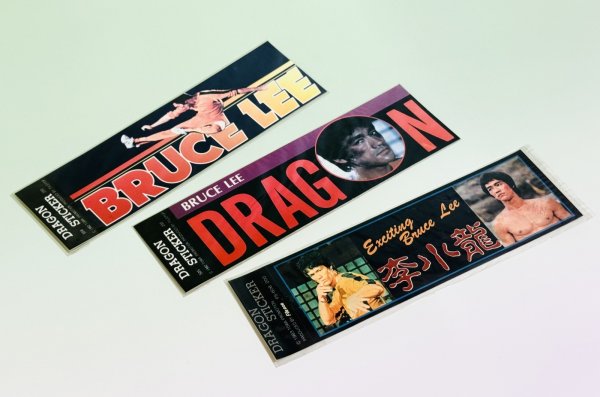 BRUCE LEE
DRAGON
STICKER
BRUCE LEE
DRAGON
DRAGON
STICKER
Exciting
Bruce Lee
李小龍
DRAGON
STICKER